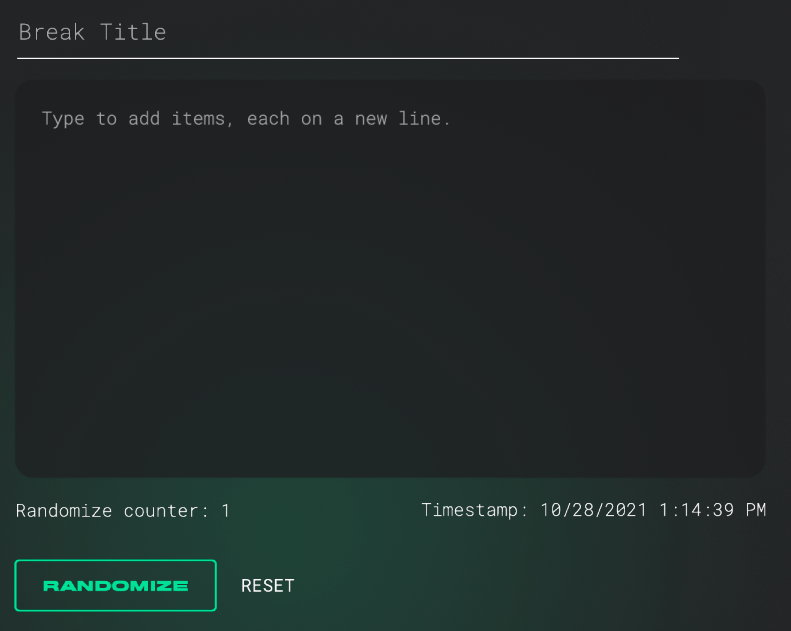 Break Title
Type to add items, each on a new line.
Randomize counter: 1
Timestamp: 10/28/2021 1:14:39 PM
RANDOMIZE
RESET